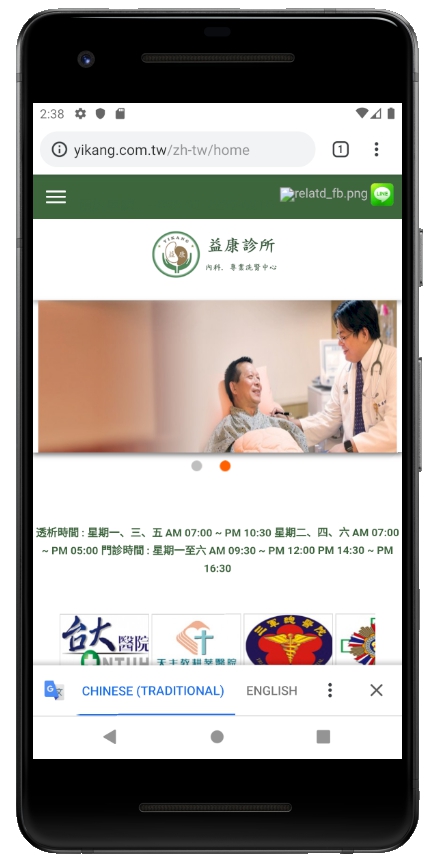 2:38
yikang.com.tw/zh-tw/home
1
relatd_fb.png
LINE
YIKANG
益康診所
內科．專業洗腎中心
透析時間 : 星期一、三、五 AM 07:00 ~ PM 10:30 星期二、四、六 AM 07:00
~ PM 05:00 門診時間 : 星期一至六 AM 09:30 ~ PM 12:00 PM 14:30 ~ PM
16:30
台大醫院
NTUH
天主教耕莘醫院
三軍總醫院
G
文
CHINESE (TRADITIONAL)
ENGLISH